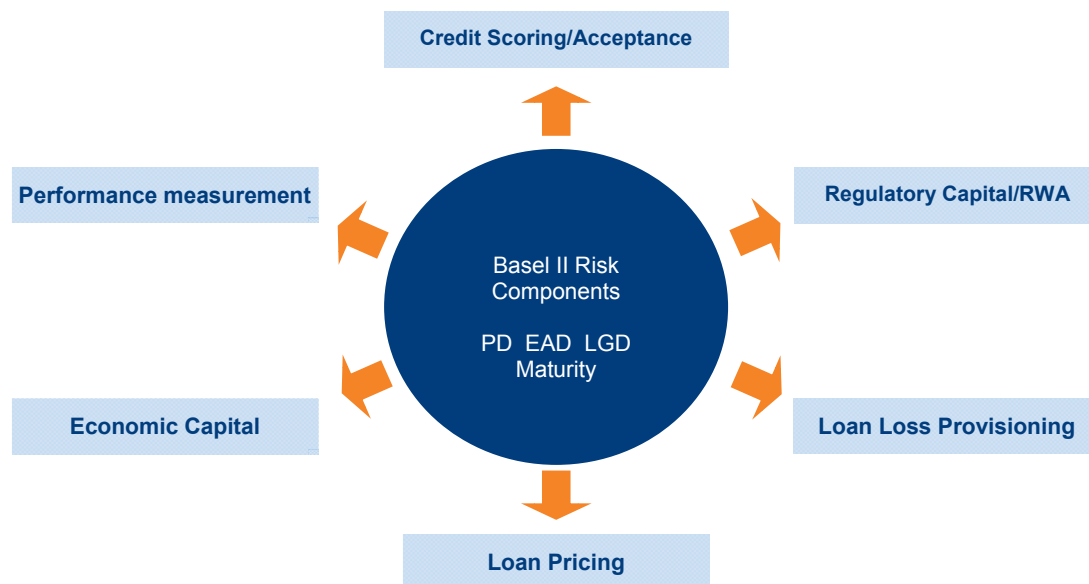 Credit Scoring/Acceptance
Performance measurement
Regulatory Capital/RWA
Basel II Risk
Components
PD EAD LGD
Maturity
Economic Capital
Loan Loss Provisioning
Loan Pricing